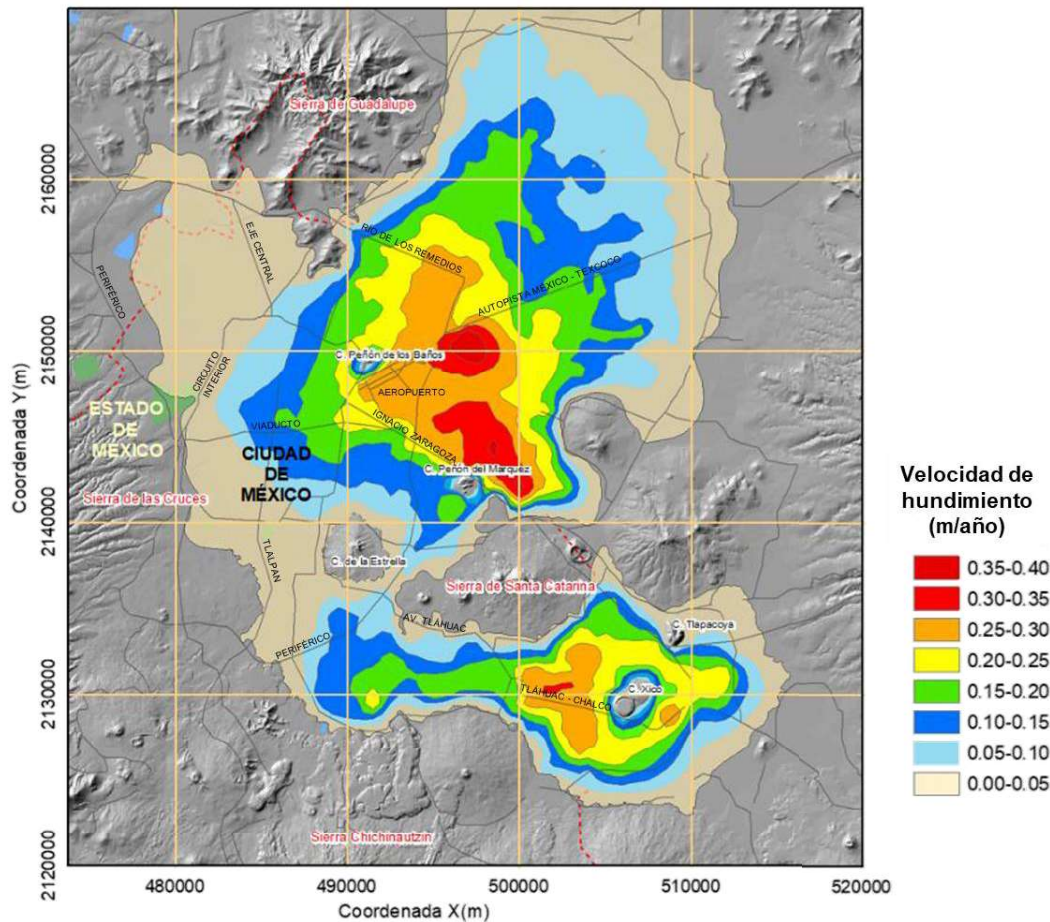 Sierra de Guadalupe
2160000
RIO DE LOS REMEDIOS
EJE CENTRAL
PERIFÉRICO
AUTOPISTA MÉXICO - TEXCOCO
2150000
C. Peñón de los Baños
CIRCUITO
INTERIOR
AEROPUERTO
ESTADO
DE
MÉXICO
IGNACIO ZARAGOZA
VIADUCTO
CIUDAD
DE
MÉXICO
C. Peñón del Marquez
Sierra de las Cruces
2140000
TLALPAN
C. de la Estrella
Sierra de Santa Catarina
AV. TLÁHUAC
C. Tlapacoya
PERIFÉRICO
2130000
TLÁHUAC - CHALCO
C. Xico
Sierra Chichinautzin
2120000
Coordenada Y(m)
480000
490000
500000
510000
520000
Coordenada X(m)
Velocidad de
hundimiento
(m/año)
0.35-0.40
0.30-0.35
0.25-0.30
0.20-0.25
0.15-0.20
0.10-0.15
0.05-0.10
0.00-0.05